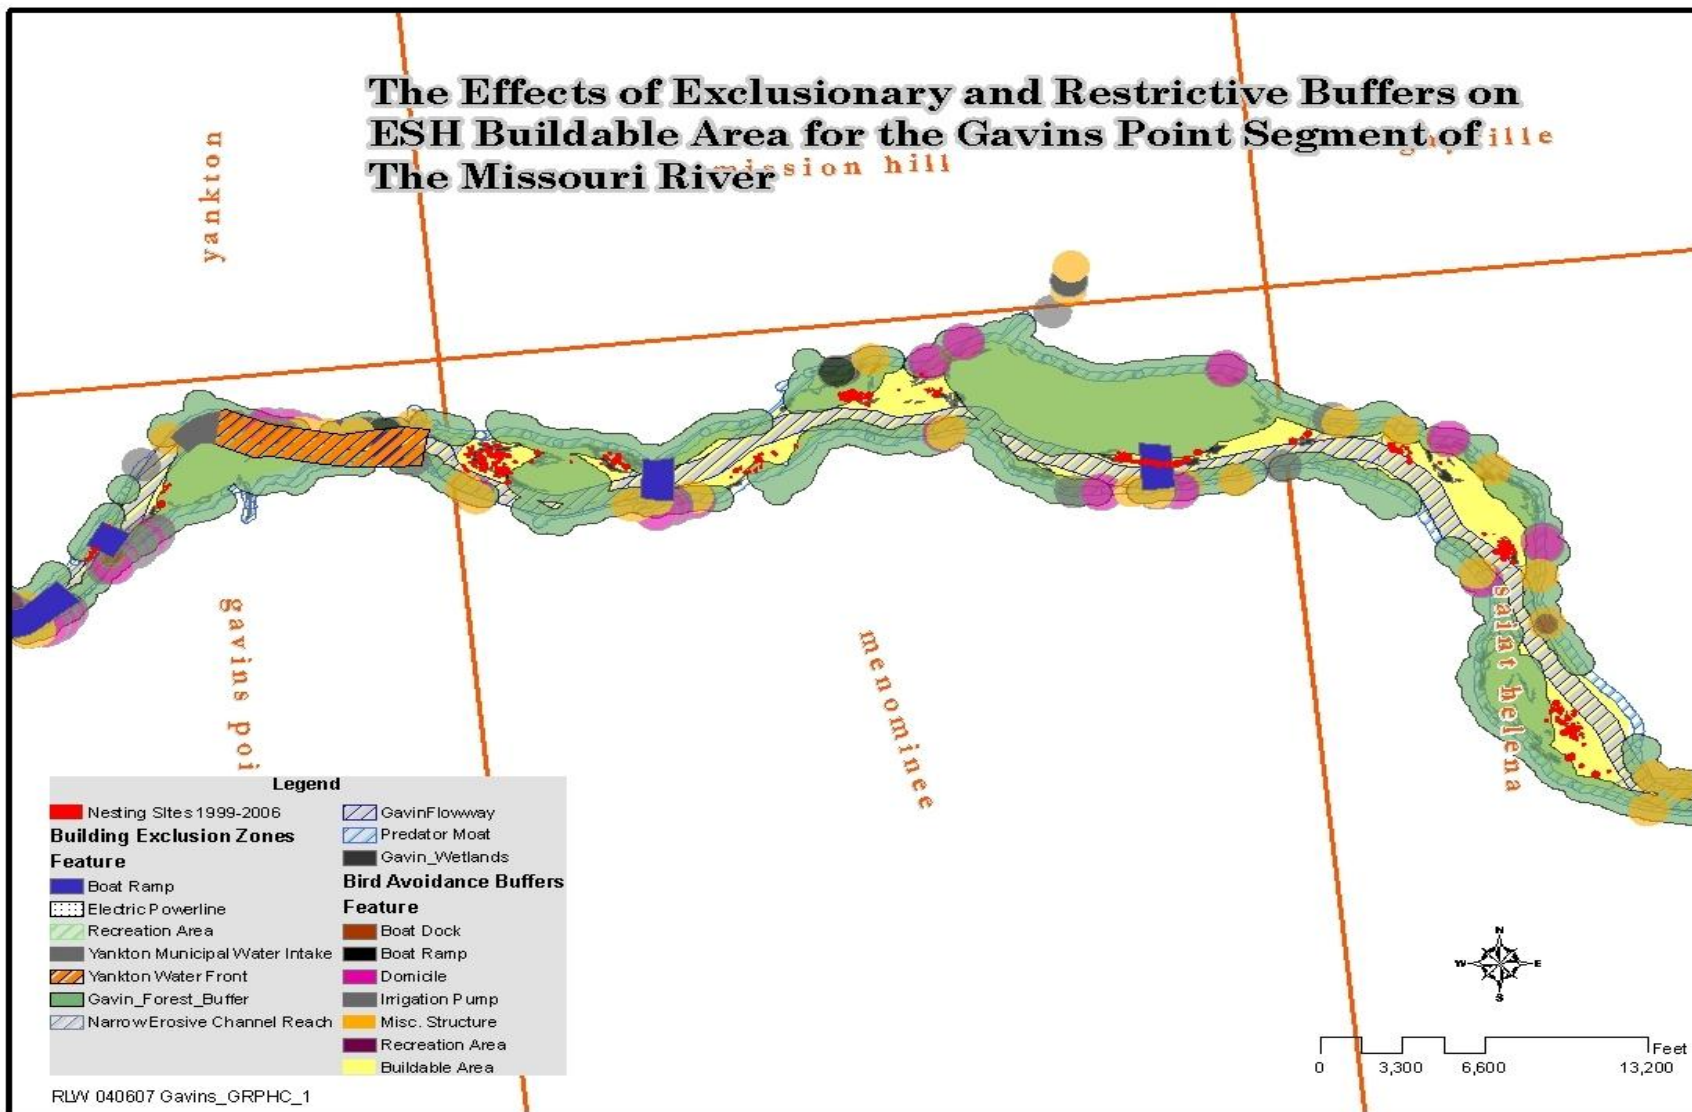 The Effects of Exclusionary and Restrictive Buffers on
ESH Buildable Area for the Gavins Point Segment of
The Missouri River
yankton
mission hill
ille
gavins poi
menominee
saint helena
Legend
Nesting SItes 1999-2006
Building Exclusion Zones
Feature
Boat Ramp
Electric Powerline
Recreation Area
Yankton Municipal Water Intake
Yankton Water Front
Gavin_Forest_Buffer
Narrow Erosive Channel Reach
GavinFlowway
Predator Moat
Gavin_Wetlands
Bird Avoidance Buffers
Feature
Boat Dock
Boat Ramp
Domicile
Irrigation Pump
Misc. Structure
Recreation Area
Buildable Area
N
W E
S
Feet
0 3,300 6,600 13,200
RLW 040607 Gavins_GRPHC_1